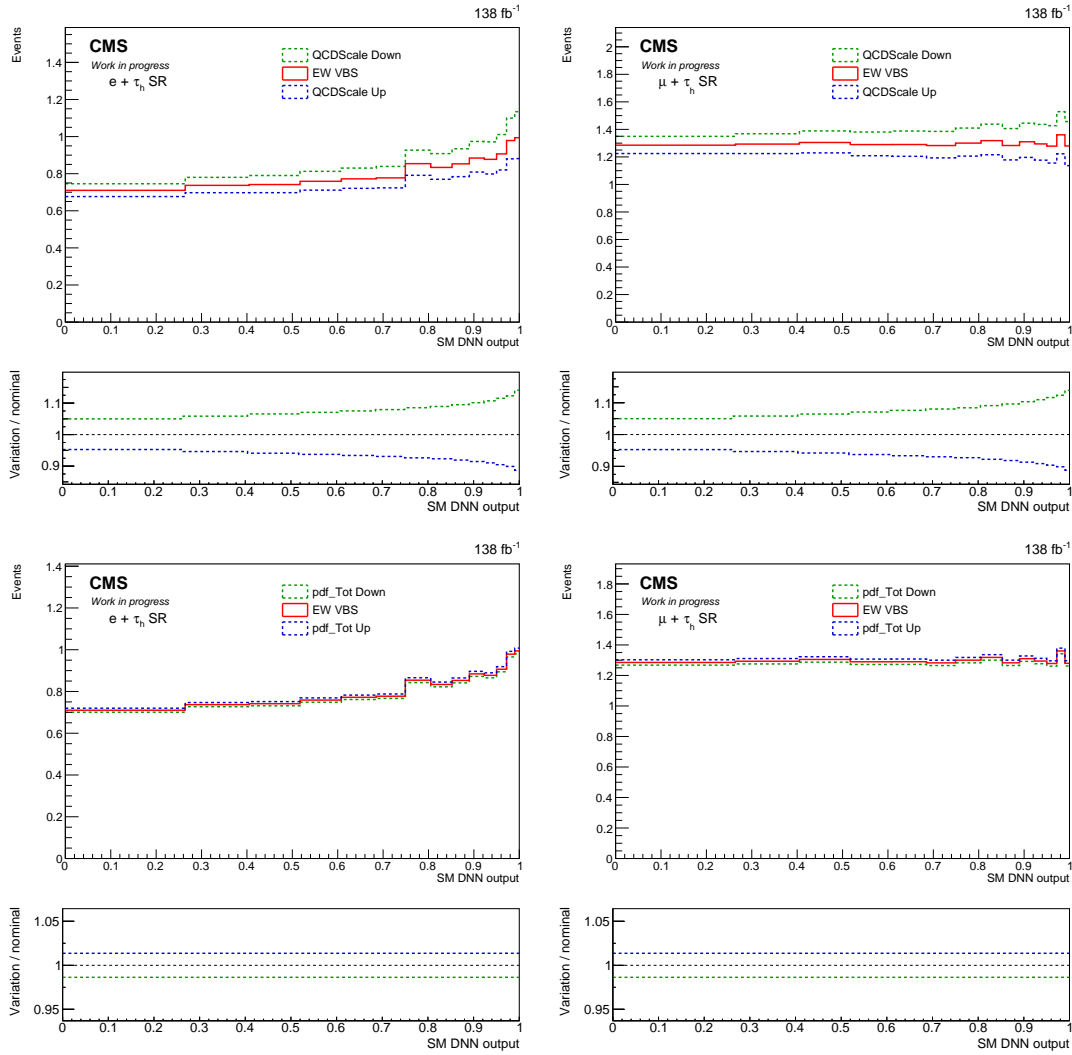 138 fb⁻¹
Events
CMS
Work in progress
e + τh SR
QCDScale Down
EW VBS
QCDScale Up
1.4
1.2
1
0.8
0.6
0.4
0.2
0
0 0.1 0.2 0.3 0.4 0.5 0.6 0.7 0.8 0.9 1
SM DNN output
Variation / nominal
1.1
1
0.9
0 0.1 0.2 0.3 0.4 0.5 0.6 0.7 0.8 0.9 1
SM DNN output
138 fb⁻¹
Events
CMS
Work in progress
μ + τh SR
QCDScale Down
EW VBS
QCDScale Up
2
1.8
1.6
1.4
1.2
1
0.8
0.6
0.4
0.2
0
0 0.1 0.2 0.3 0.4 0.5 0.6 0.7 0.8 0.9 1
SM DNN output
Variation / nominal
1.1
1
0.9
0 0.1 0.2 0.3 0.4 0.5 0.6 0.7 0.8 0.9 1
SM DNN output
138 fb⁻¹
Events
CMS
Work in progress
e + τh SR
pdf_Tot Down
EW VBS
pdf_Tot Up
1.4
1.2
1
0.8
0.6
0.4
0.2
0
0 0.1 0.2 0.3 0.4 0.5 0.6 0.7 0.8 0.9 1
SM DNN output
Variation / nominal
1.05
1
0.95
0 0.1 0.2 0.3 0.4 0.5 0.6 0.7 0.8 0.9 1
SM DNN output
138 fb⁻¹
Events
CMS
Work in progress
μ + τh SR
pdf_Tot Down
EW VBS
pdf_Tot Up
1.8
1.6
1.4
1.2
1
0.8
0.6
0.4
0.2
0
0 0.1 0.2 0.3 0.4 0.5 0.6 0.7 0.8 0.9 1
SM DNN output
Variation / nominal
1.05
1
0.95
0 0.1 0.2 0.3 0.4 0.5 0.6 0.7 0.8 0.9 1
SM DNN output